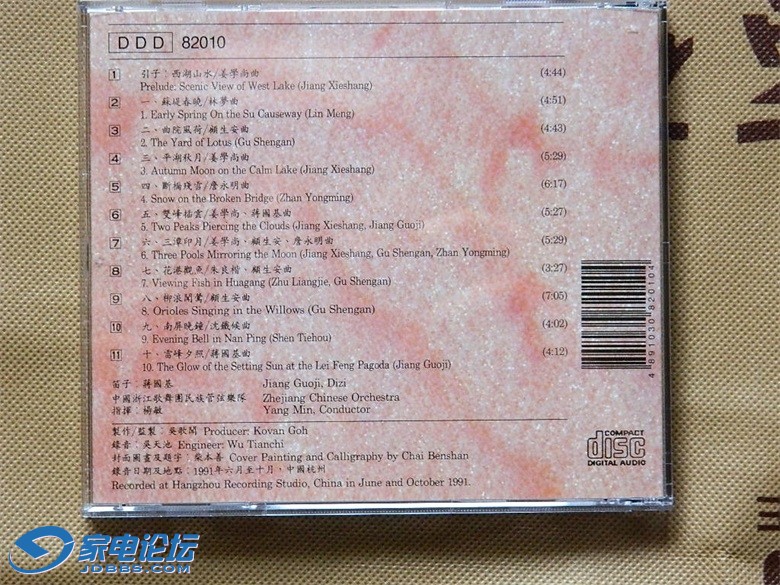 DDD 82010
1 引子：西湖山水/姜學尚曲 (4:44)
Prelude: Scenic View of West Lake (Jiang Xieshang)
2 一、蘇堤春曉/林夢曲 (4:51)
1. Early Spring On the Su Causeway (Lin Meng)
3 二、曲院風荷/顧生安曲 (4:43)
2. The Yard of Lotus (Gu Shengan)
4 三、平湖秋月/姜學尚曲 (5:29)
3. Autumn Moon on the Calm Lake (Jiang Xieshang)
5 四、斷橋殘雪/詹永明曲 (6:17)
4. Snow on the Broken Bridge (Zhan Yongming)
6 五、雙峰插雲/姜學尚、蔣國基曲 (5:27)
5. Two Peaks Piercing the Clouds (Jiang Xieshang, Jiang Guoji)
7 六、三潭印月/姜學尚、顧生安、詹永明曲 (5:29)
6. Three Pools Mirroring the Moon (Jiang Xieshang, Gu Shengan, Zhan Yongming)
8 七、花港觀魚/朱良楷、顧生安曲 (3:27)
7. Viewing Fish in Huagang (Zhu Liangjie, Gu Shengan)
9 八、柳浪聞鶯/顧生安曲 (7:05)
8. Orioles Singing in the Willows (Gu Shengan)
10 九、南屏晚鐘/沈鐵候曲 (4:02)
9. Evening Bell in Nan Ping (Shen Tiehou)
11 十、雷峰夕照/蔣國基曲 (4:12)
10. The Glow of the Setting Sun at the Lei Feng Pagoda (Jiang Guoji)
笛子：蔣國基 Jiang Guoji, Dizi
中國浙江歌舞團民族管弦樂隊 Zhejiang Chinese Orchestra
指揮：楊敏 Yang Min, Conductor
製作/監製：吳歌閩 Producer: Kovan Goh
錄音：吳天池 Engineer: Wu Tianchi
封面圖畫及題字：柴本善 Cover Painting and Calligraphy by Chai Benshan
錄音日期及地點：1991年六月至十月，中國杭州
Recorded at Hangzhou Recording Studio, China in June and October 1991.
4 891030 820104
COMPACT
disc
DIGITAL AUDIO
家电论坛
JDBBS.COM